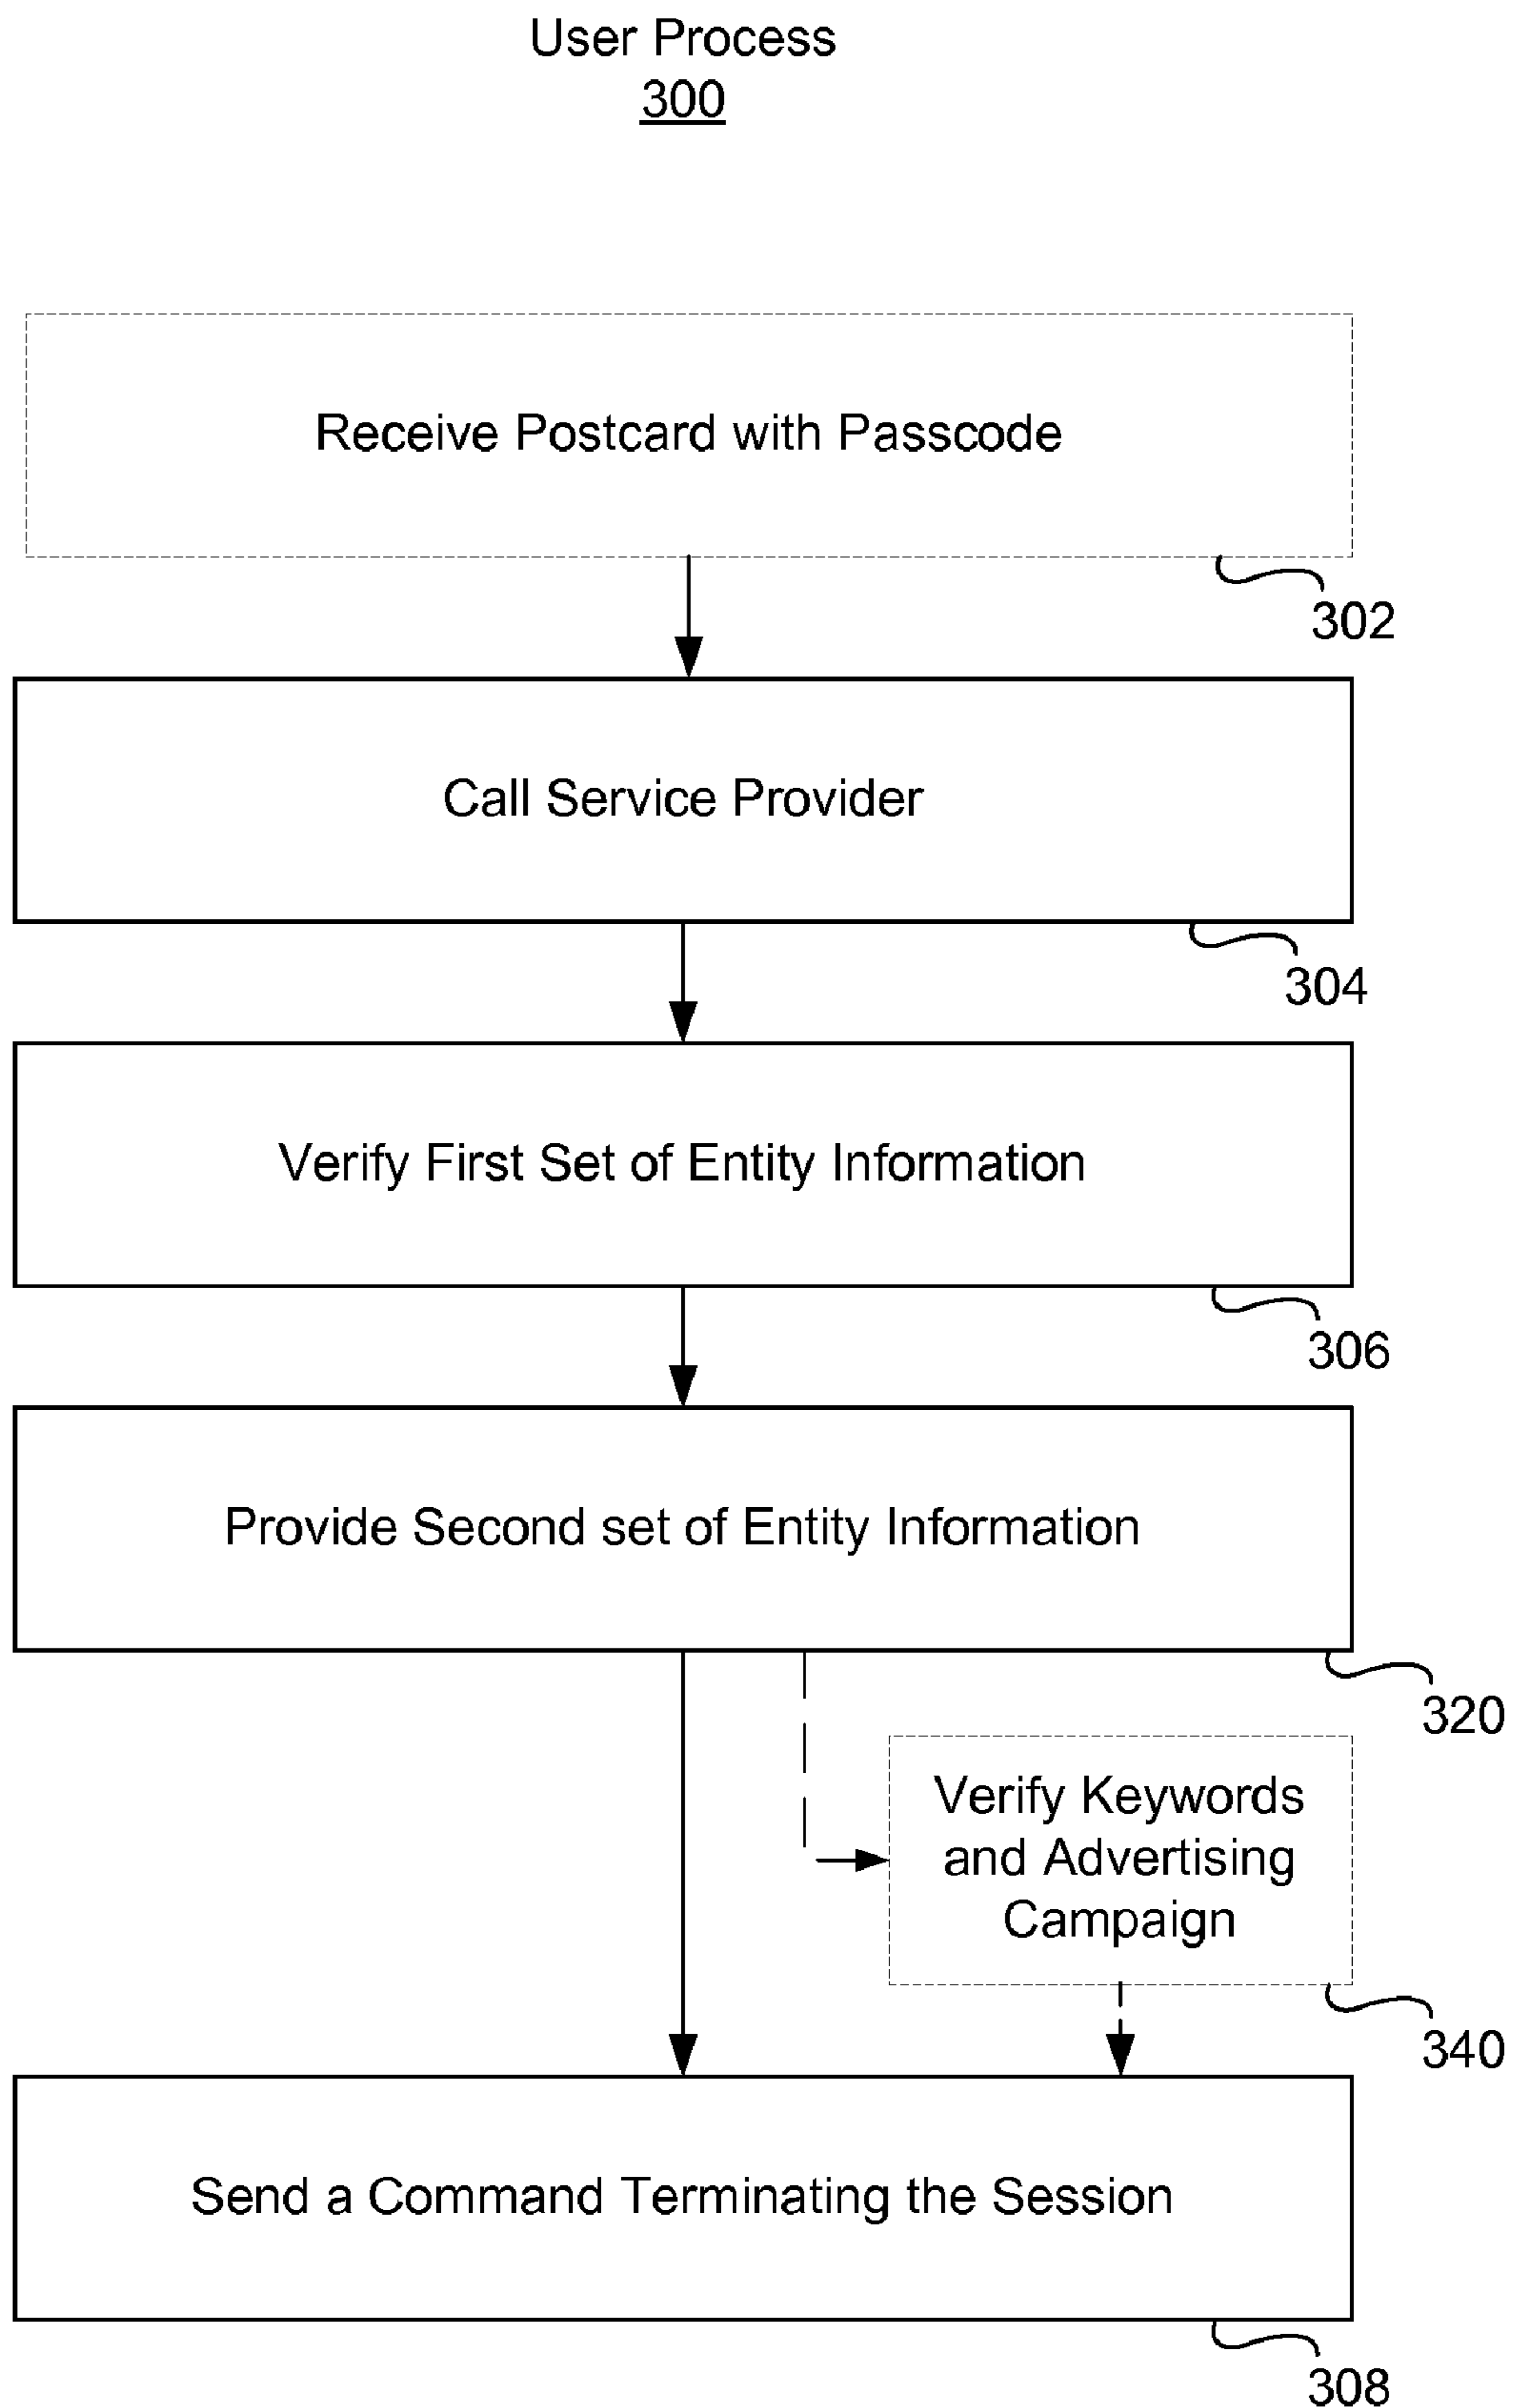 User Process
300
Receive Postcard with Passcode
302
Call Service Provider
304
Verify First Set of Entity Information
306
Provide Second set of Entity Information
320
Verify Keywords
and Advertising
Campaign
340
Send a Command Terminating the Session
308